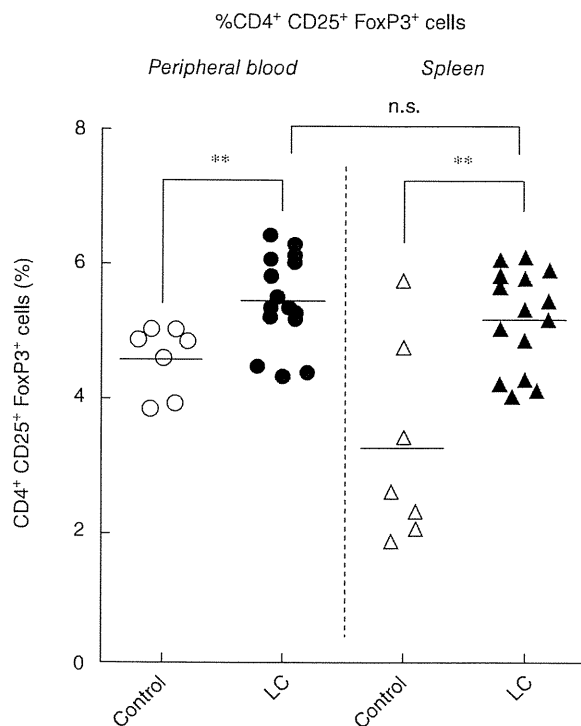 %CD4⁺ CD25⁺ FoxP3⁺ cells
Peripheral blood
Spleen
n.s.
**
**
CD4⁺ CD25⁺ FoxP3⁺ cells (%)
8
6
4
2
0
Control
LC
Control
LC